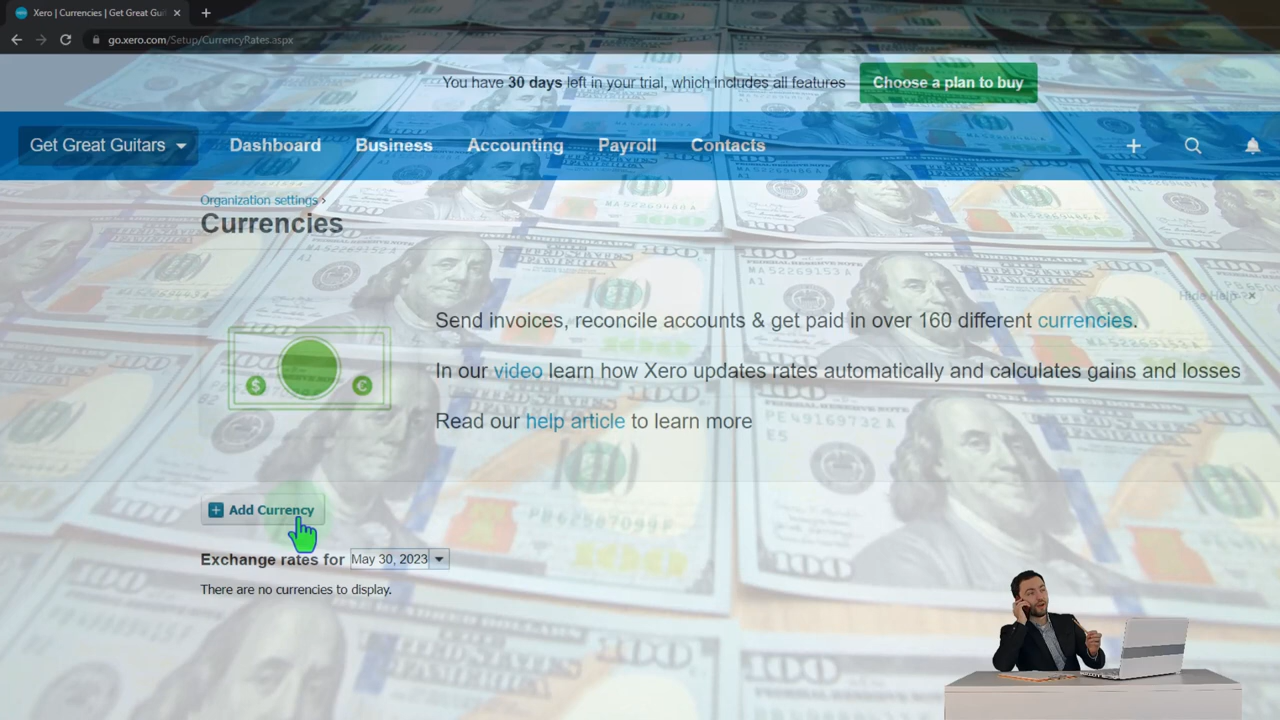 Xero | Currencies | Get Great Gui
go.xero.com/Setup/CurrencyRates.aspx
You have 30 days left in your trial, which includes all features
Choose a plan to buy
Get Great Guitars
Dashboard
Business
Accounting
Payroll
Contacts
Organization settings ›
Currencies
Hide Help
Send invoices, reconcile accounts & get paid in over 160 different currencies.
In our video learn how Xero updates rates automatically and calculates gains and losses
Read our help article to learn more
Add Currency
Exchange rates for May 30, 2023
There are no currencies to display.